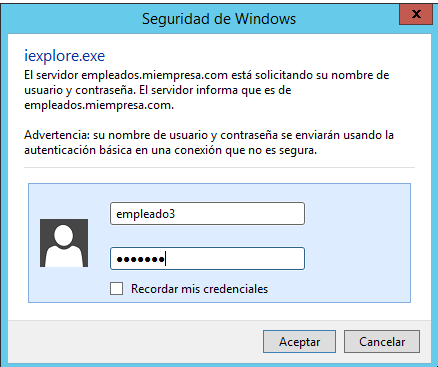 Seguridad de Windows
x
iexplore.exe
El servidor empleados.miempresa.com está solicitando su nombre de
usuario y contraseña. El servidor informa que es de
empleados.miempresa.com.
Advertencia: su nombre de usuario y contraseña se enviarán usando la
autenticación básica en una conexión que no es segura.
empleado3
●●●●●●●
Recordar mis credenciales
Aceptar
Cancelar